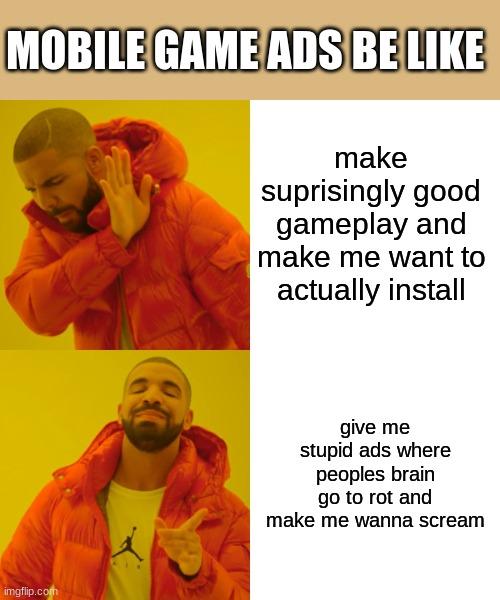 MOBILE GAME ADS BE LIKE
make
suprisingly good
gameplay and
make me want to
actually install
give me
stupid ads where
peoples brain
go to rot and
make me wanna scream
imgflip.com